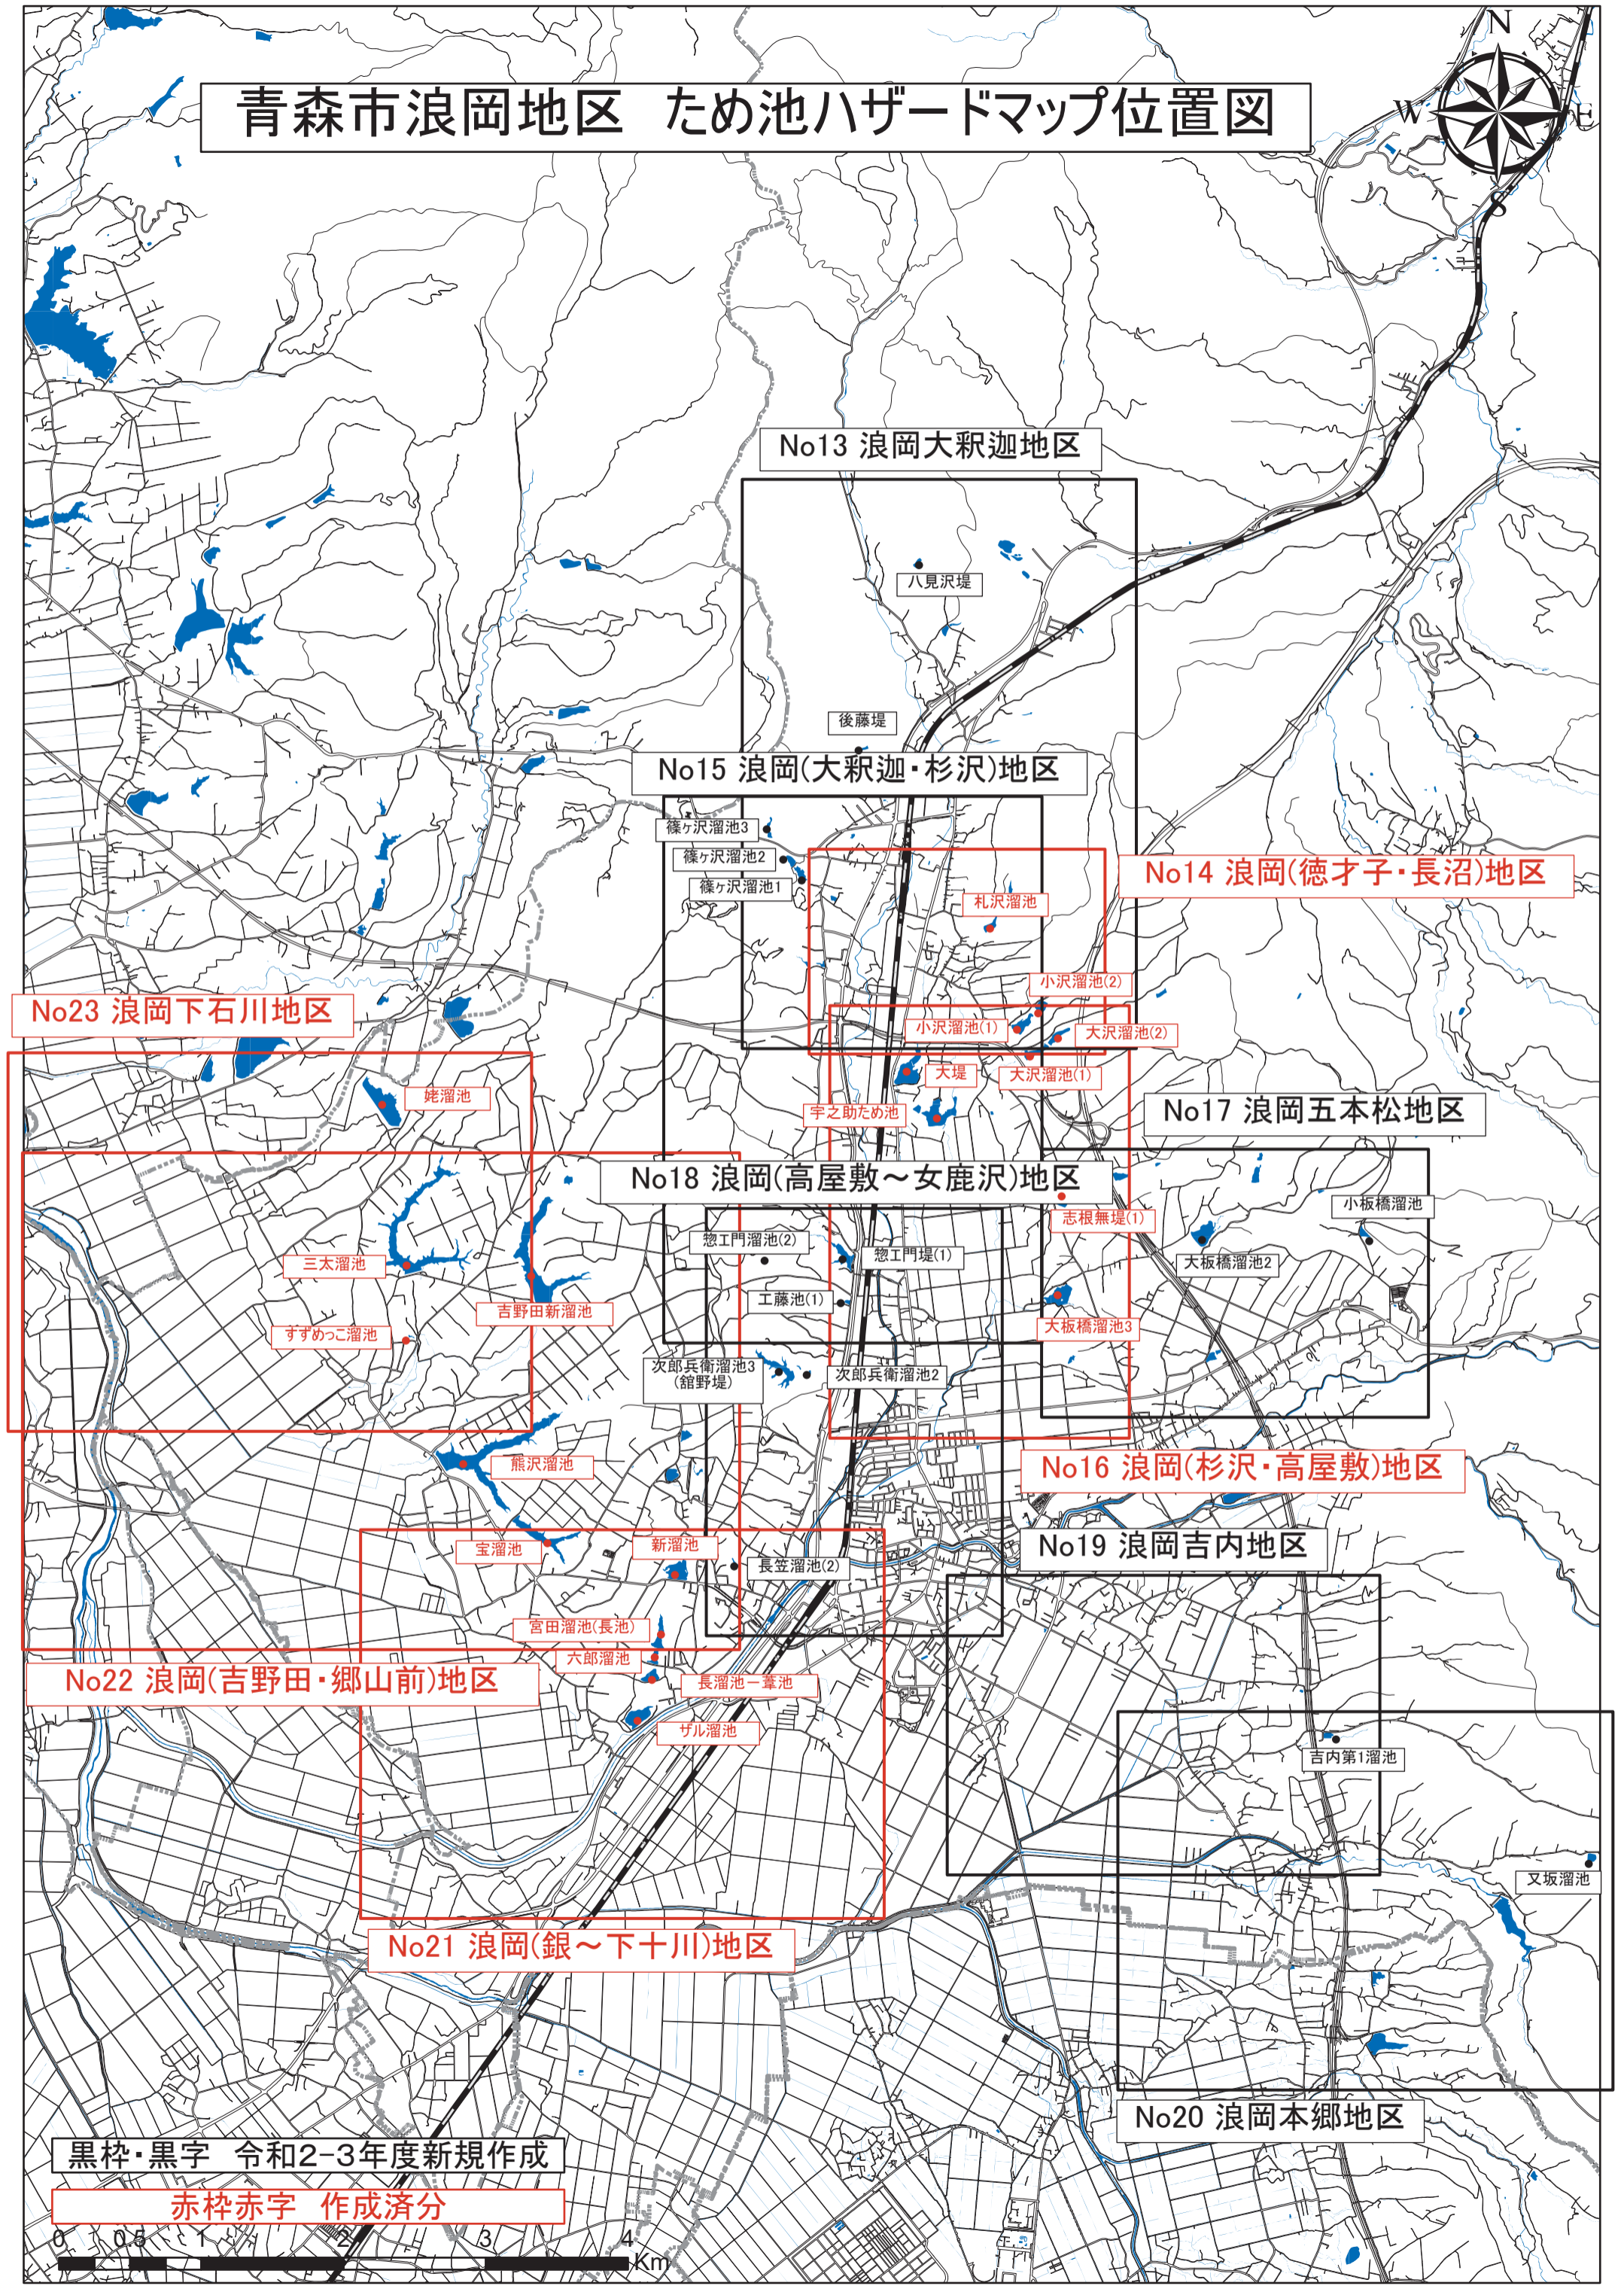 N
青森市浪岡地区　ため池ハザードマップ位置図
W
E
S
No13 浪岡大釈迦地区
八見沢堤
後藤堤
No15 浪岡(大釈迦・杉沢)地区
篠ヶ沢溜池3
篠ヶ沢溜池2
篠ヶ沢溜池1
No14 浪岡(徳才子・長沼)地区
札沢溜池
小沢溜池(2)
小沢溜池(1)
大沢溜池(2)
No23 浪岡下石川地区
大堤
大沢溜池(1)
姥溜池
宇之助ため池
No17 浪岡五本松地区
No18 浪岡(高屋敷～女鹿沢)地区
小板橋溜池
志根無堤(1)
惣エ門溜池(2)
惣エ門堤(1)
大板橋溜池2
三太溜池
工藤池(1)
吉野田新溜池
大板橋溜池3
すずめっこ溜池
次郎兵衛溜池3
(舘野堤)
次郎兵衛溜池2
熊沢溜池
No16 浪岡(杉沢・高屋敷)地区
宝溜池
新溜池
長笠溜池(2)
No19 浪岡吉内地区
宮田溜池(長池)
六郎溜池
No22 浪岡(吉野田・郷山前)地区
長溜池－葦池
ザル溜池
吉内第1溜池
又坂溜池
No21 浪岡(銀～下十川)地区
No20 浪岡本郷地区
黒枠・黒字　令和2-3年度新規作成
赤枠赤字　作成済分
0 0.5 1 2 3 4
Km